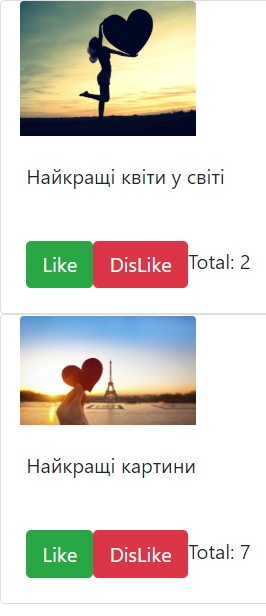 Найкращі квіти у світі
Like DisLike Total: 2
Найкращі картини
Like DisLike Total: 7